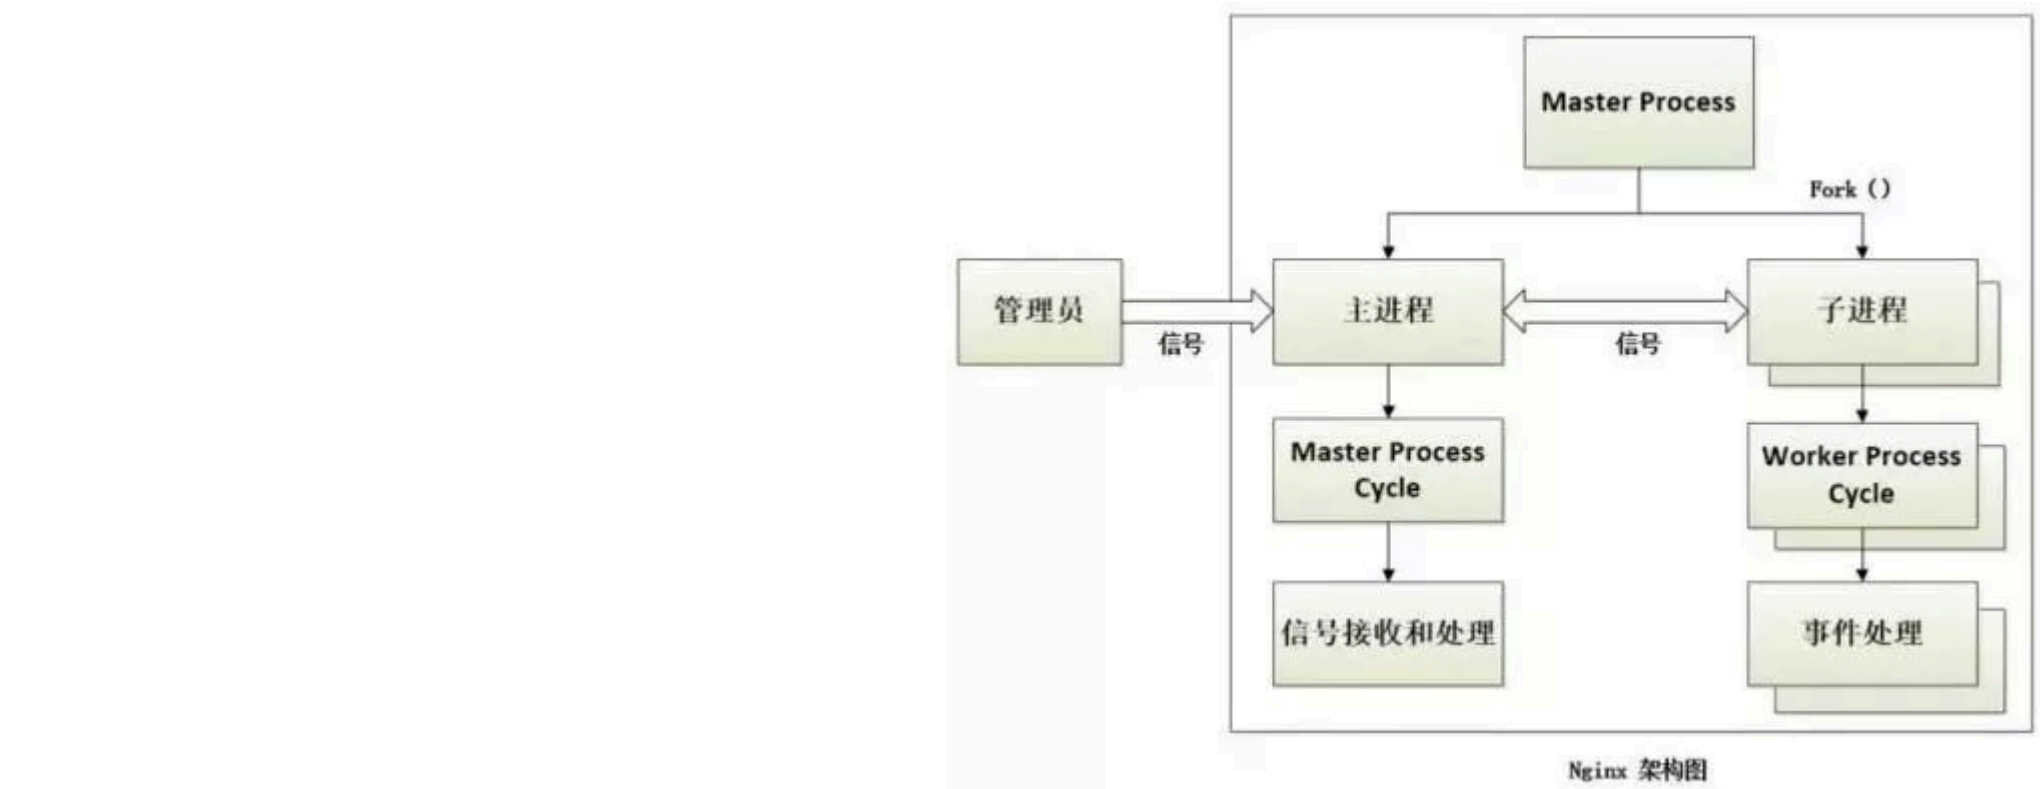 Master Process
Fork（）
管理员
信号
主进程
信号
子进程
Master Process
Cycle
Worker Process
Cycle
信号接收和处理
事件处理
Nginx 架构图